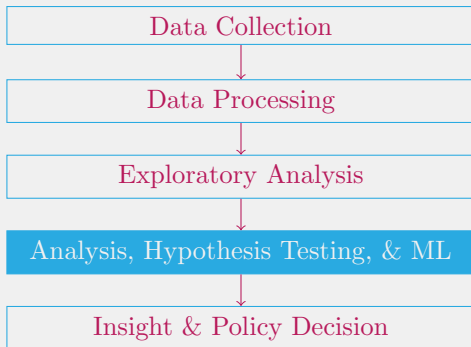 Data Collection
Data Processing
Exploratory Analysis
Analysis, Hypothesis Testing, & ML
Insight & Policy Decision